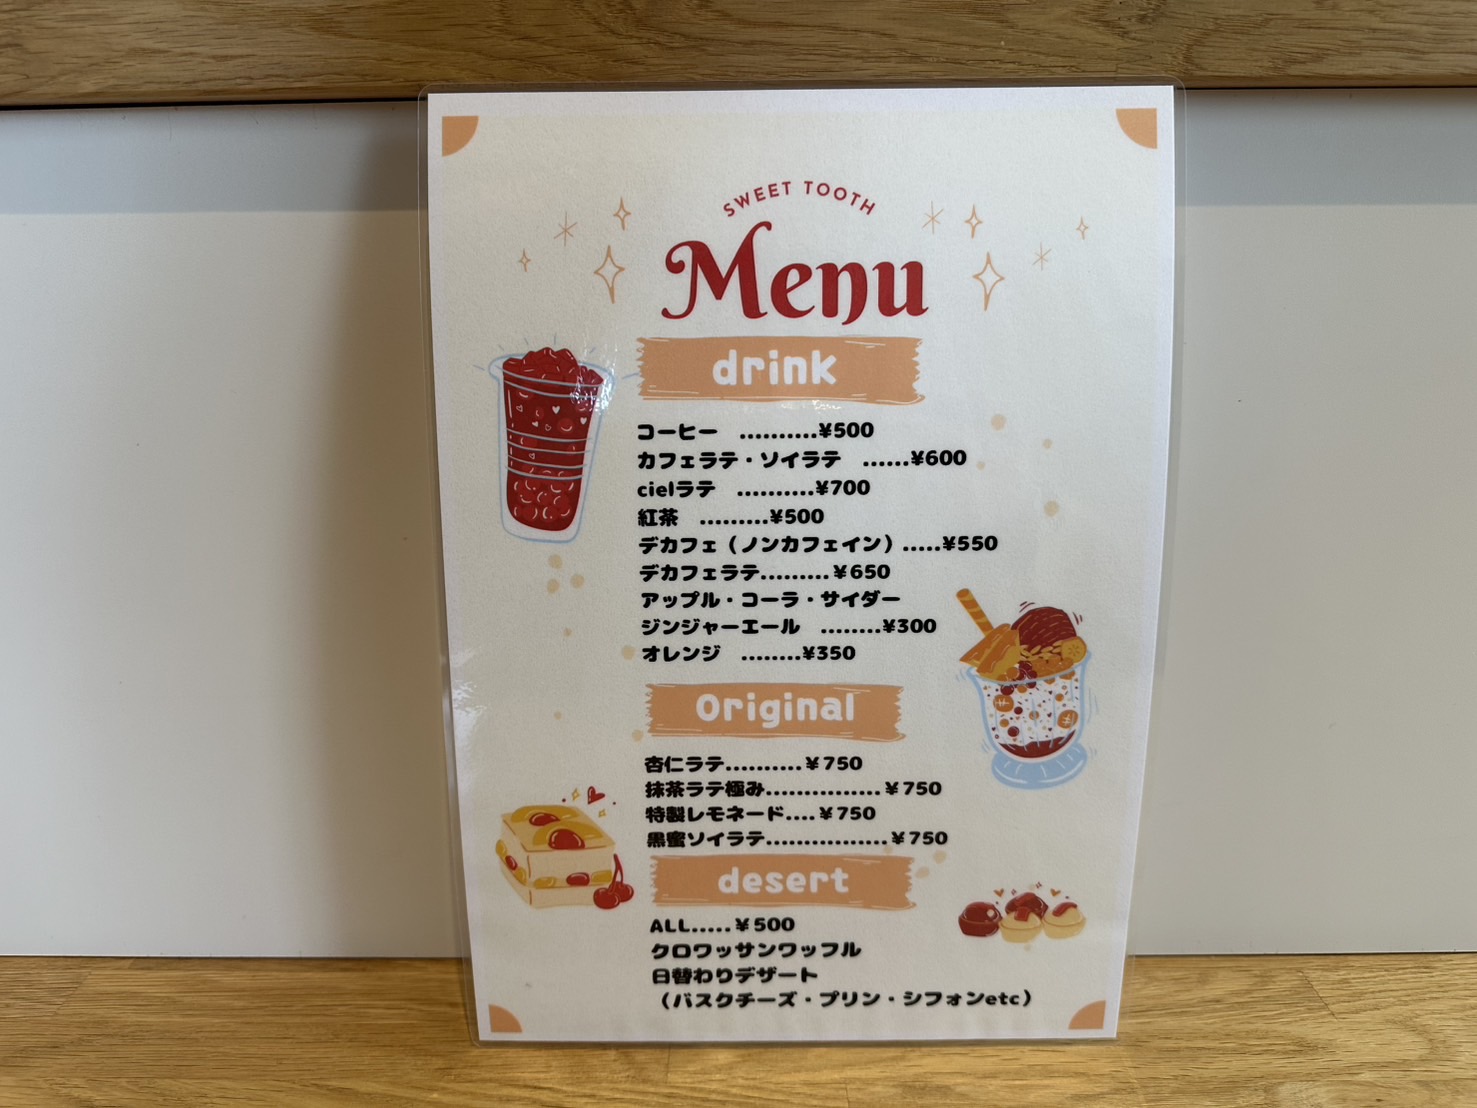 SWEET TOOTH
Menu
drink
コーヒー ..........¥500
カフェラテ・ソイラテ ......¥600
cielラテ ..........¥700
紅茶 .........¥500
デカフェ（ノンカフェイン）.....¥550
デカフェラテ.........¥650
アップル・コーラ・サイダー
ジンジャーエール ........¥300
オレンジ ........¥350
Original
杏仁ラテ..........¥750
抹茶ラテ極み...............¥750
特製レモネード....¥750
黒蜜ソイラテ................¥750
desert
ALL.....¥500
クロワッサンワッフル
日替わりデザート
（バスクチーズ・プリン・シフォンetc）